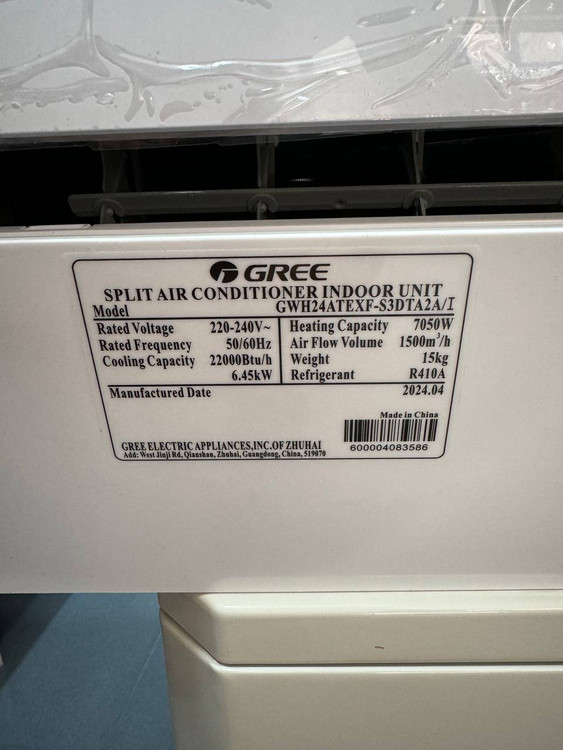 GREE
SPLIT AIR CONDITIONER INDOOR UNIT
Model GWH24ATEXF-S3DTA2A/I
Rated Voltage 220-240V~
Rated Frequency 50/60Hz
Cooling Capacity 22000Btu/h
6.45kW
Heating Capacity 7050W
Air Flow Volume 1500m³/h
Weight 15kg
Refrigerant R410A
Manufactured Date 2024.04
Made in China
600004083586
GREE ELECTRIC APPLIANCES,INC.OF ZHUHAI
Add: West Jinji Rd, Qianshan, Zhuhai, Guangdong, China, 519070